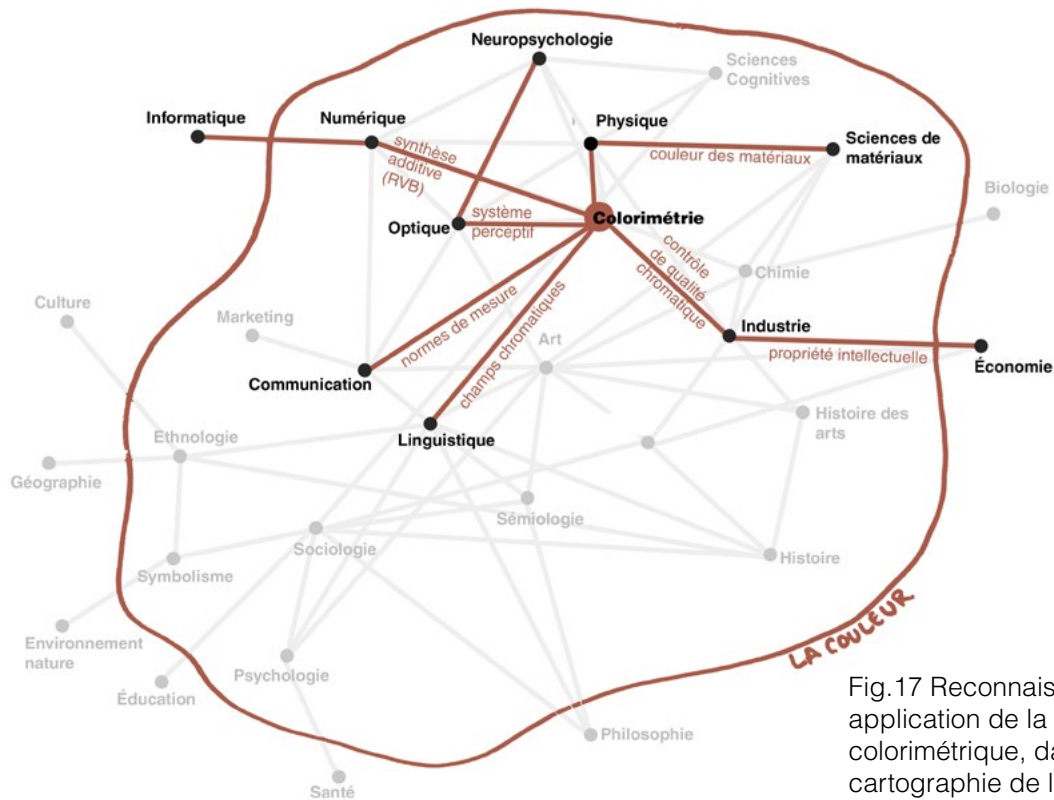 Neuropsychologie
Sciences
Cognitives
Informatique
Numérique
Physique
Sciences de
matériaux
synthèse
additive
(RVB)
couleur des matériaux
Biologie
Optique
système
perceptif
Colorimétrie
contrôle
de qualité
chromatique
Chimie
Culture
Marketing
normes de mesure
champs chromatiques
Art
Industrie
propriété intellectuelle
Économie
Communication
Linguistique
Histoire des
arts
Ethnologie
Géographie
Sémiologie
Sociologie
Histoire
Symbolisme
Environnement
nature
Psychologie
Éducation
LA COULEUR
Philosophie
Santé
Fig.17 Reconnais
application de la
colorimétrique, da
cartographie de l